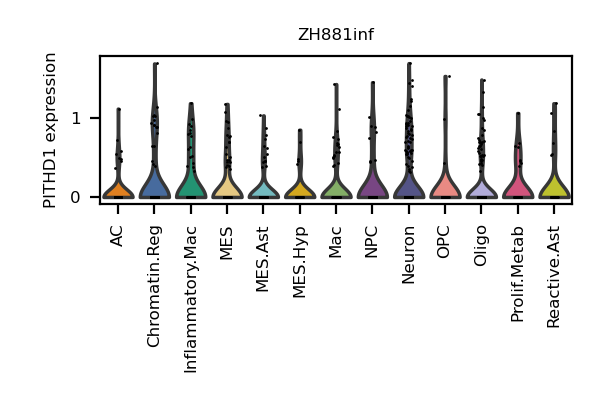 ZH881inf
PITHD1 expression
1
0
AC
Chromatin.Reg
Inflammatory.Mac
MES
MES.Ast
MES.Hyp
Mac
NPC
Neuron
OPC
Oligo
Prolif.Metab
Reactive.Ast